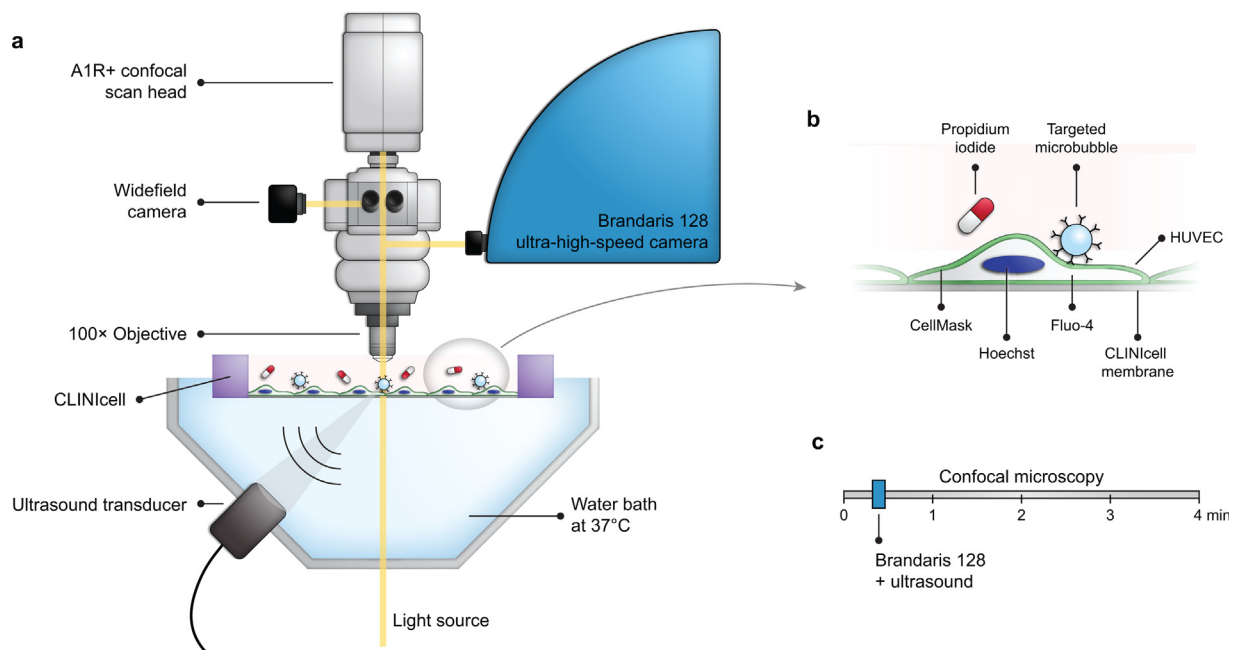 a
A1R+ confocal
scan head
Widefield
camera
Brandaris 128
ultra-high-speed camera
100× Objective
CLINIcell
Ultrasound transducer
Water bath
at 37°C
Light source
b
Propidium
iodide
Targeted
microbubble
HUVEC
CellMask
Fluo-4
Hoechst
CLINIcell
membrane
c
Confocal microscopy
0 1 2 3 4 min
Brandaris 128
+ ultrasound